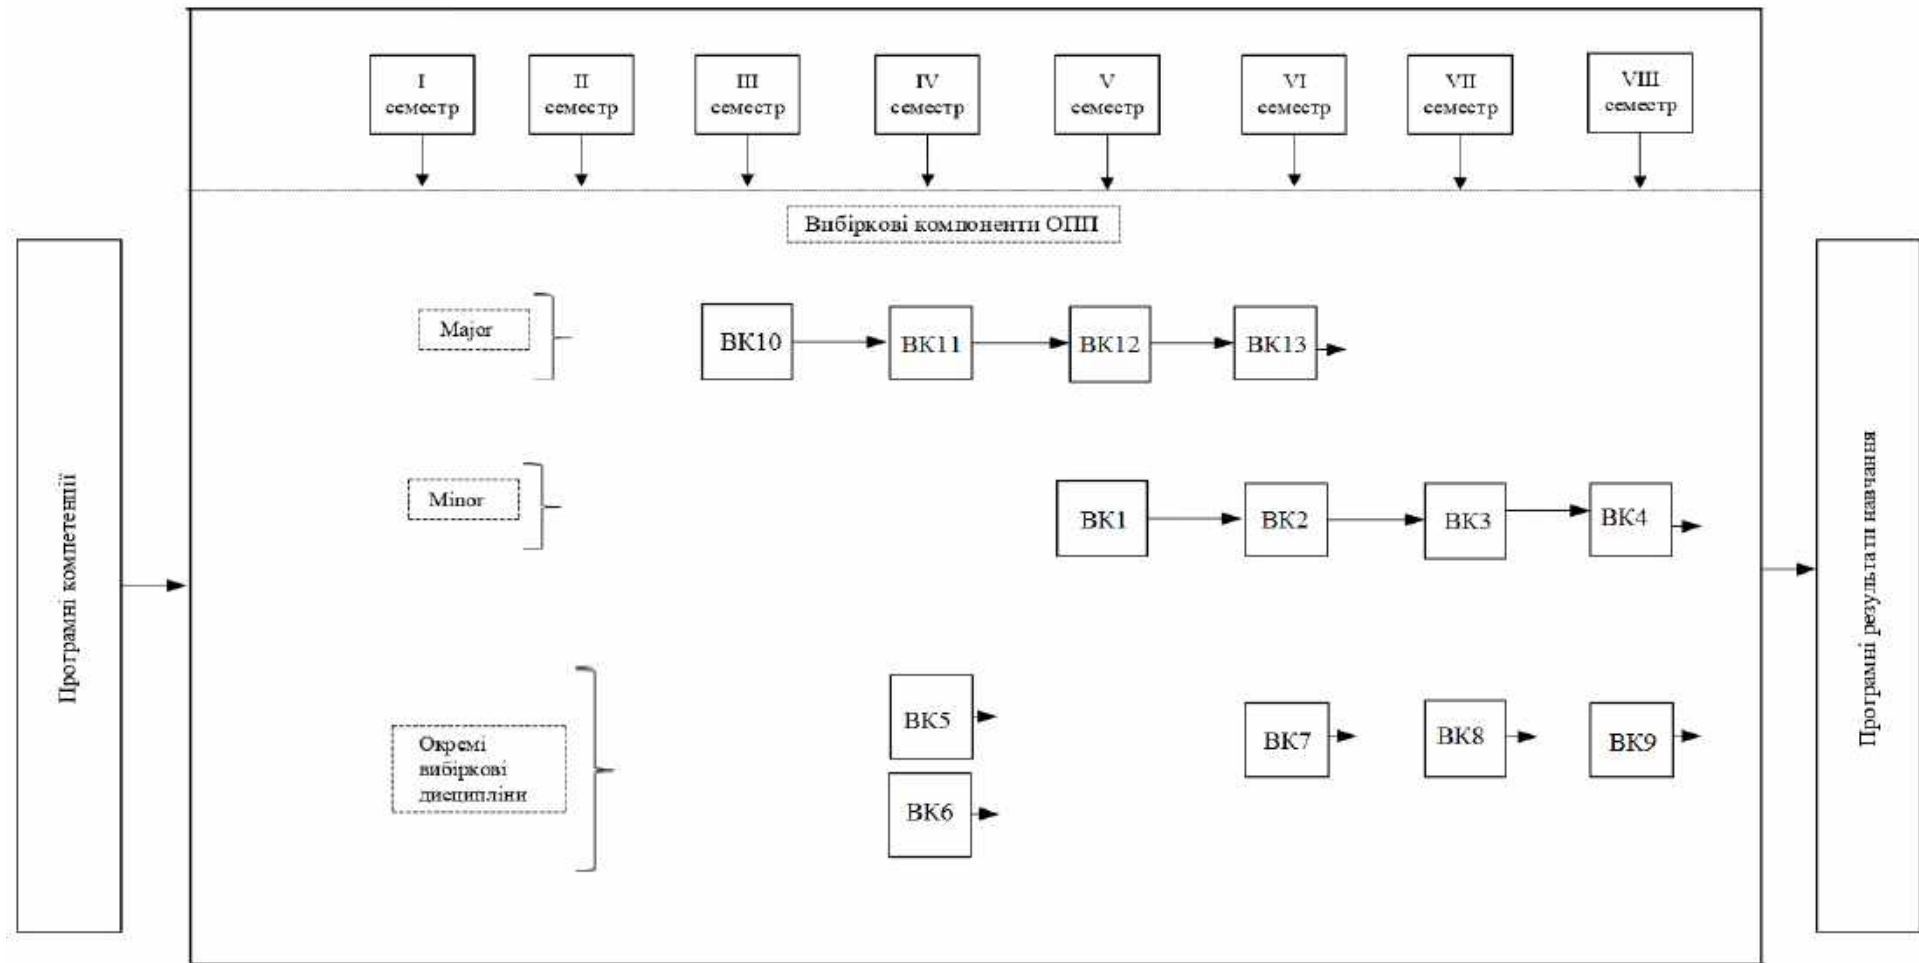 I
семестр
II
семестр
III
семестр
IV
семестр
V
семестр
VI
семестр
VII
семестр
VIII
семестр
Вибіркові компоненти ОПП
Major
ВК10
ВК11
ВК12
ВК13
Minor
ВК1
ВК2
ВК3
ВК4
Окремі
вибіркові
дисципліни
ВК5
ВК6
ВК7
ВК8
ВК9
Програмні компетенції
Програмні результати навчання